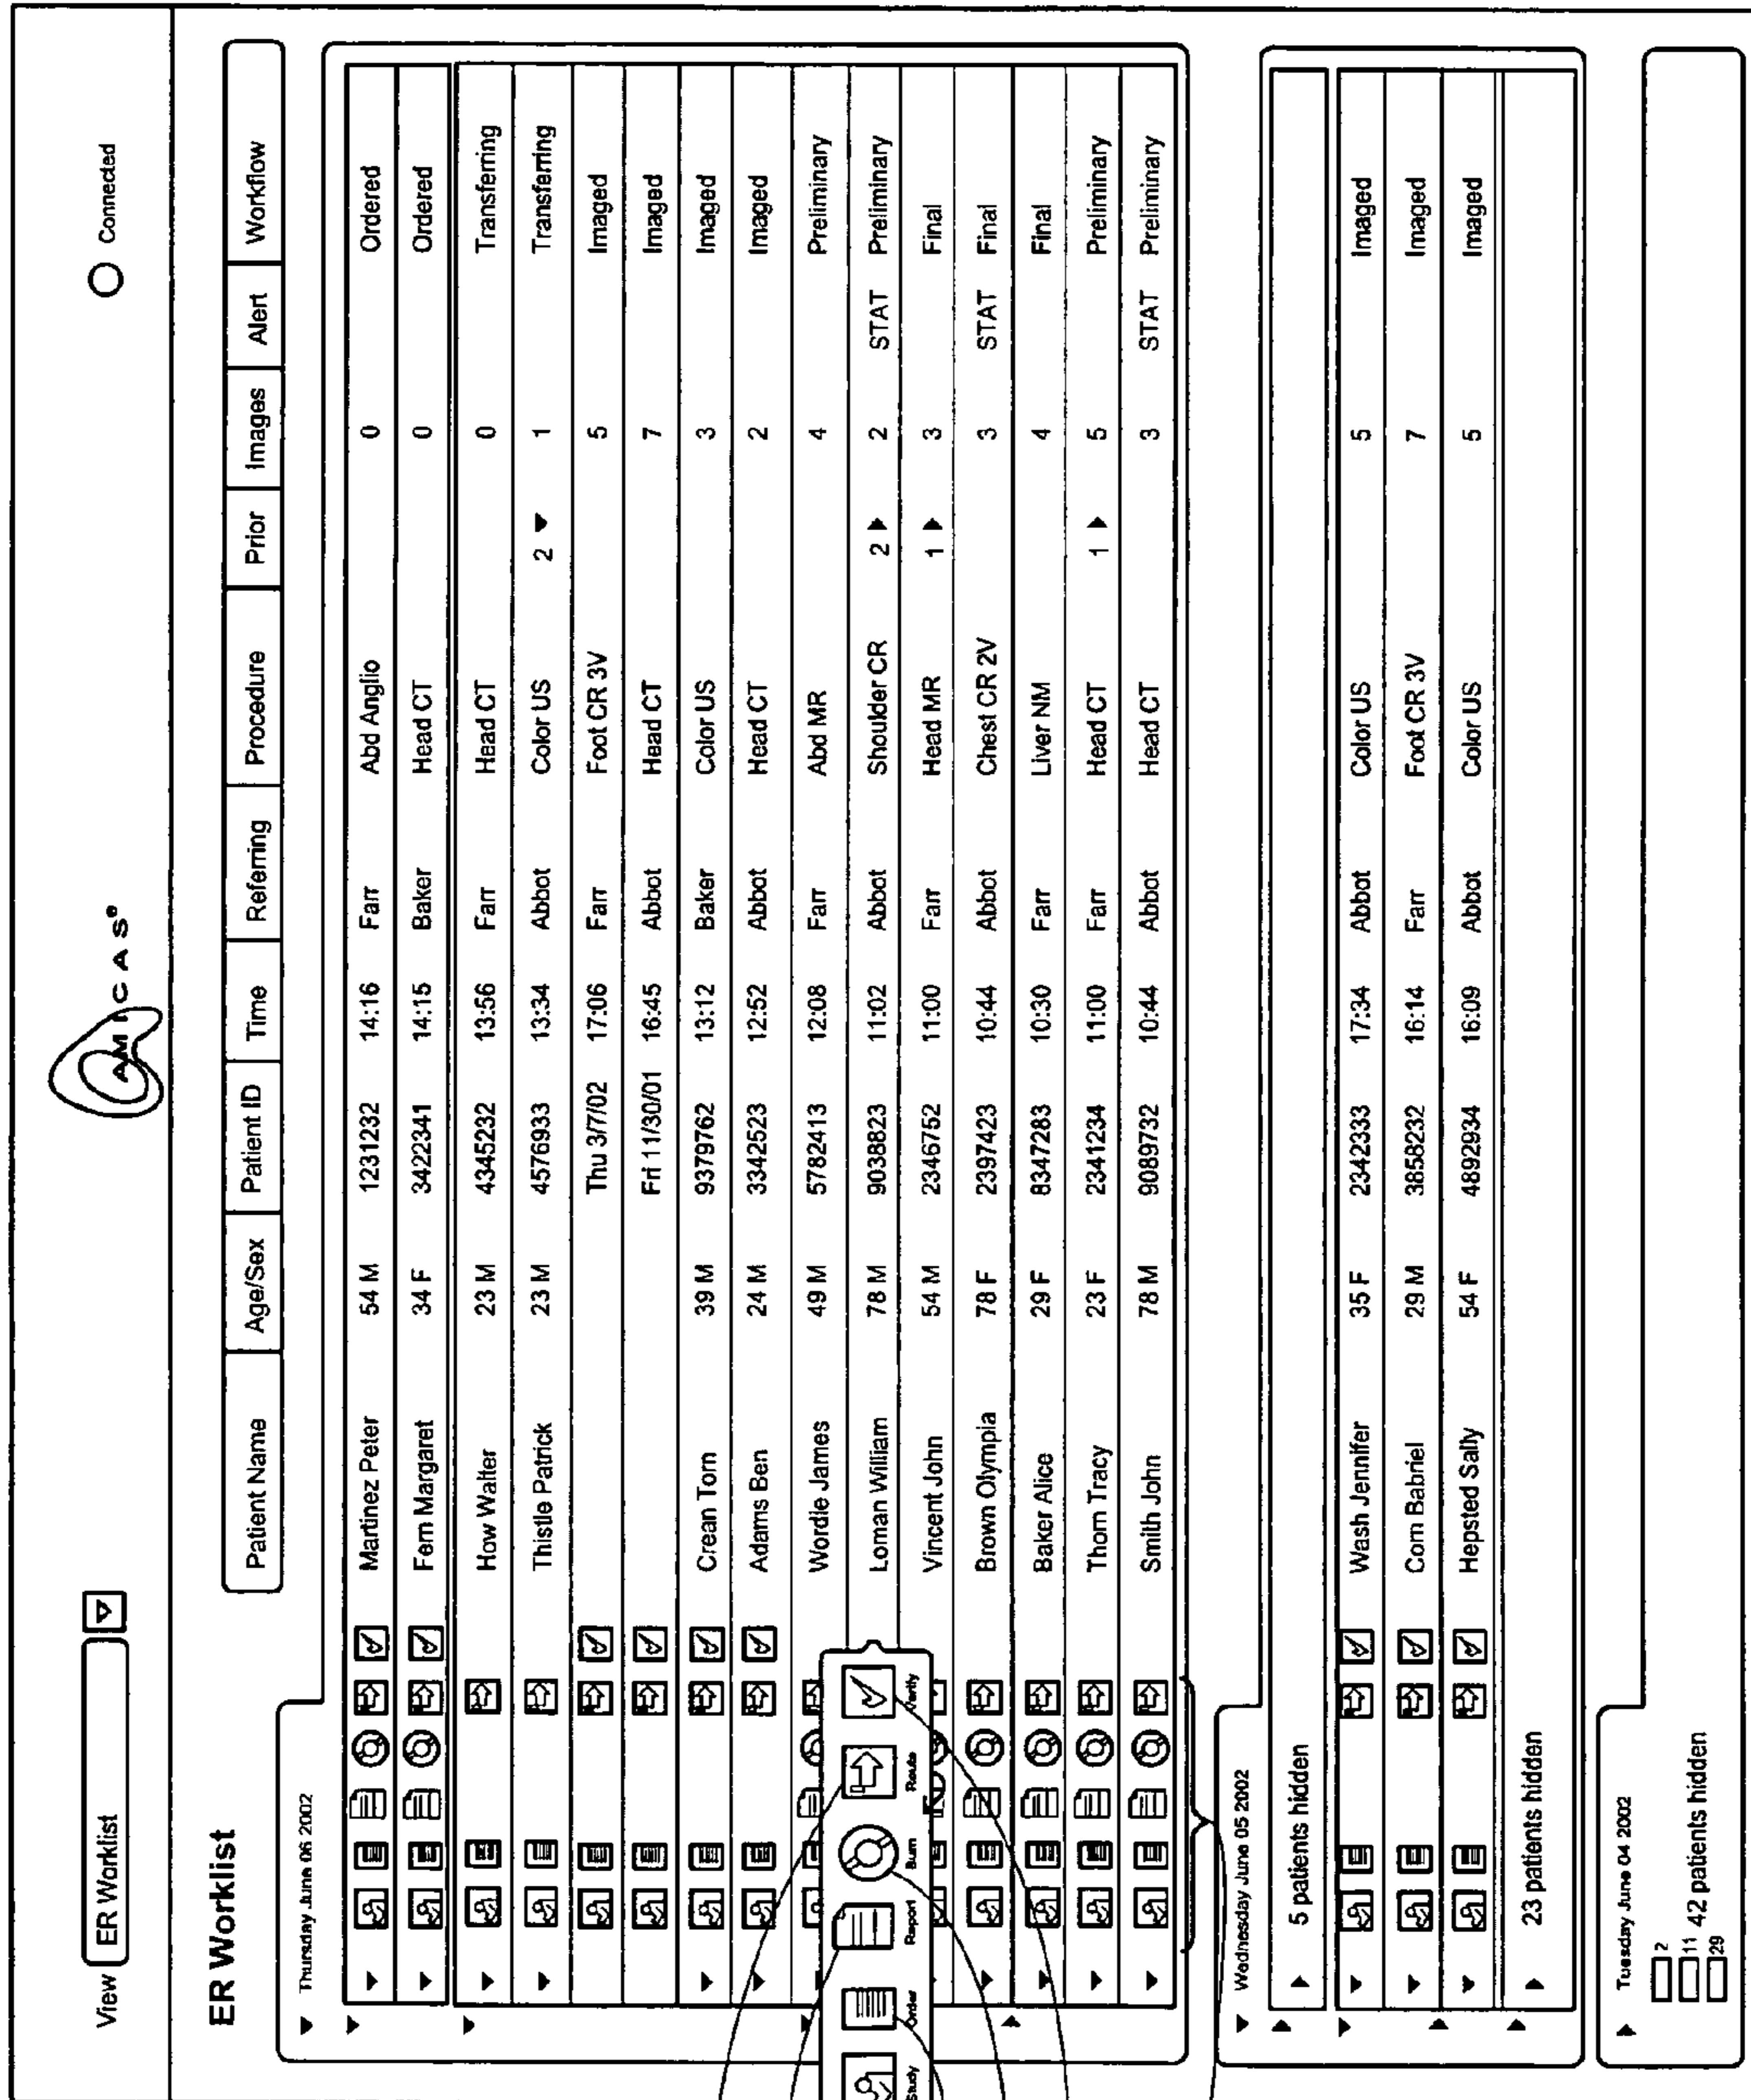 View ER Worklist
AMICAS®
Connected
ER Worklist
Patient Name Age/Sex Patient ID Time Referring Procedure Prior Images Alert Workflow
Thursday June 06 2002
Martinez Peter 54 M 1231232 14:16 Farr Abd Anglio 0 Ordered
Fern Margaret 34 F 3422341 14:15 Baker Head CT 0 Ordered
How Walter 23 M 4345232 13:56 Farr Head CT 0 Transferring
Thistle Patrick 23 M 4576933 13:34 Abbot Color US 2 1 Transferring
Thu 3/7/02 17:06 Farr Foot CR 3V 5 Imaged
Fri 11/30/01 16:45 Abbot Head CT 7 Imaged
Crean Tom 39 M 9379762 13:12 Baker Color US 3 Imaged
Adams Ben 24 M 3342523 12:52 Abbot Head CT 2 Imaged
Wordie James 49 M 5782413 12:08 Farr Abd MR 4 Preliminary
Loman William 78 M 9038823 11:02 Abbot Shoulder CR 2 2 STAT Preliminary
Study Order Report Burn Route Verify
Vincent John 54 M 2346752 11:00 Farr Head MR 1 3 Final
Brown Olympia 78 F 2397423 10:44 Abbot Chest CR 2V 3 STAT Final
Baker Alice 29 F 8347283 10:30 Farr Liver NM 4 Final
Thorn Tracy 23 F 2341234 11:00 Farr Head CT 1 5 Preliminary
Smith John 78 M 9089732 10:44 Abbot Head CT 3 STAT Preliminary
Wednesday June 05 2002
5 patients hidden
Wash Jennifer 35 F 2342333 17:34 Abbot Color US 5 Imaged
Corn Babriel 29 M 3858232 16:14 Farr Foot CR 3V 7 Imaged
Hepsted Sally 54 F 4892934 16:09 Abbot Color US 5 Imaged
23 patients hidden
Tuesday June 04 2002
2
11 42 patients hidden
29